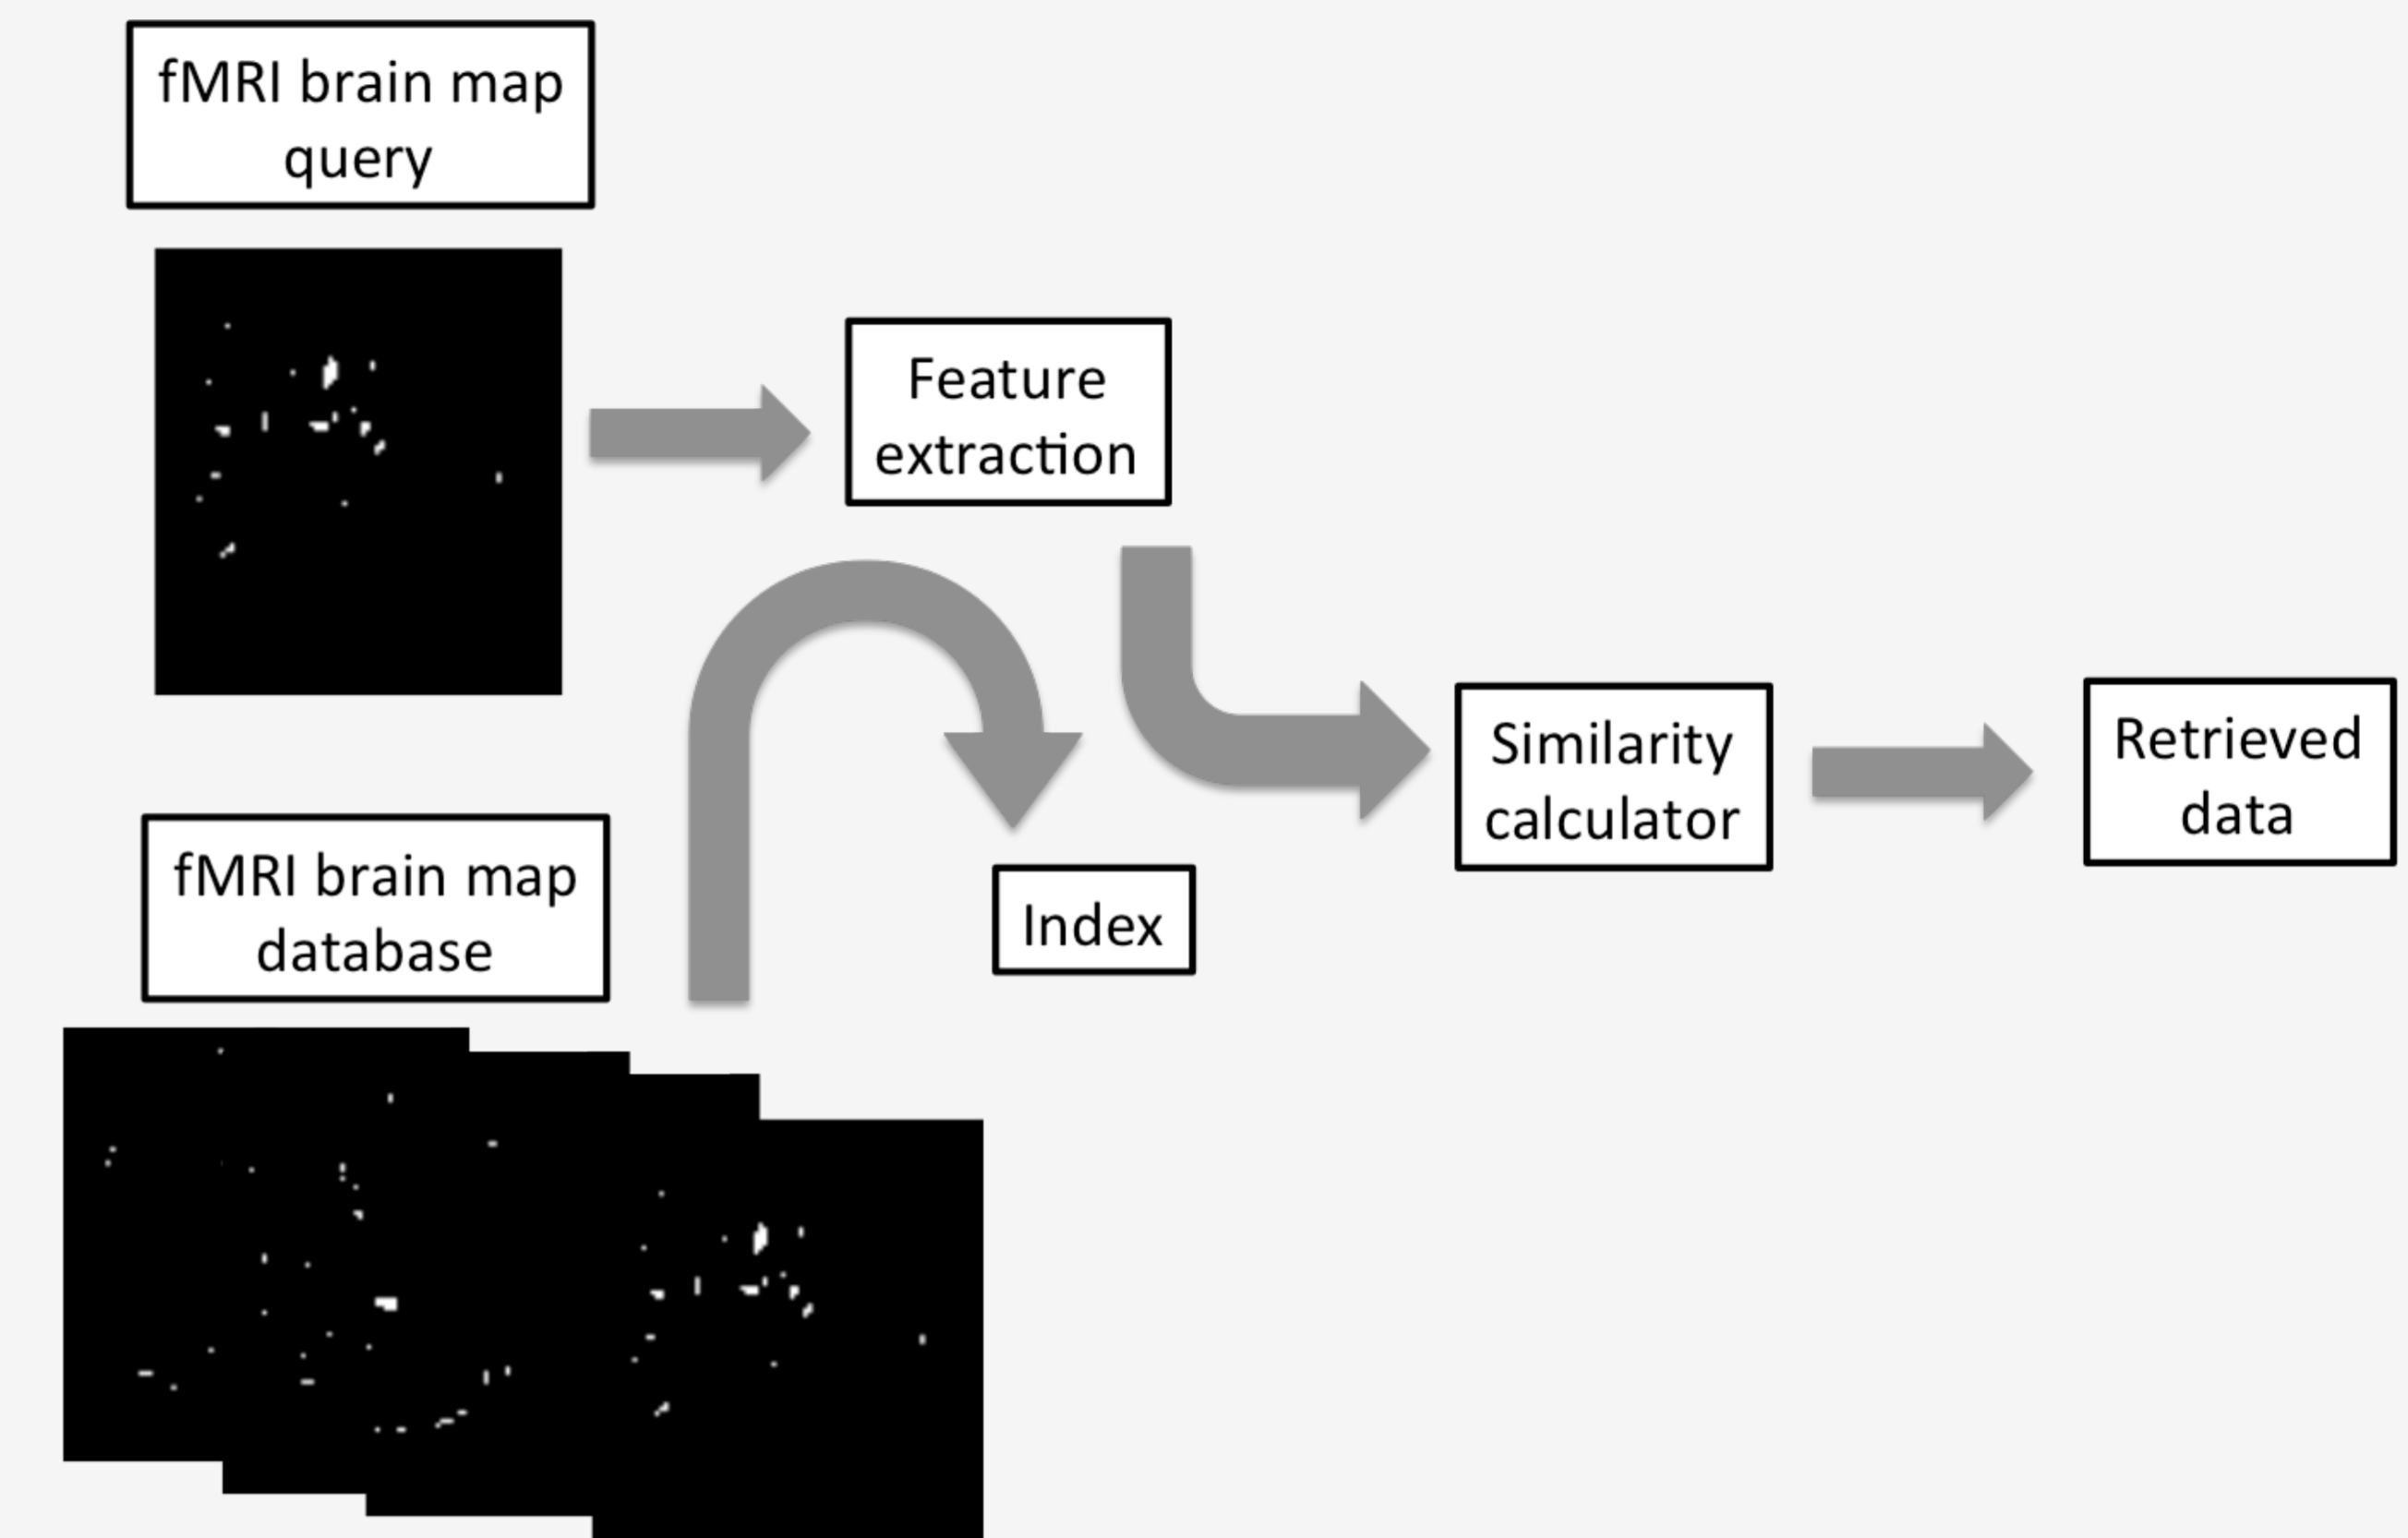 fMRI brain map
query
Feature
extraction
Similarity
calculator
Retrieved
data
fMRI brain map
database
Index